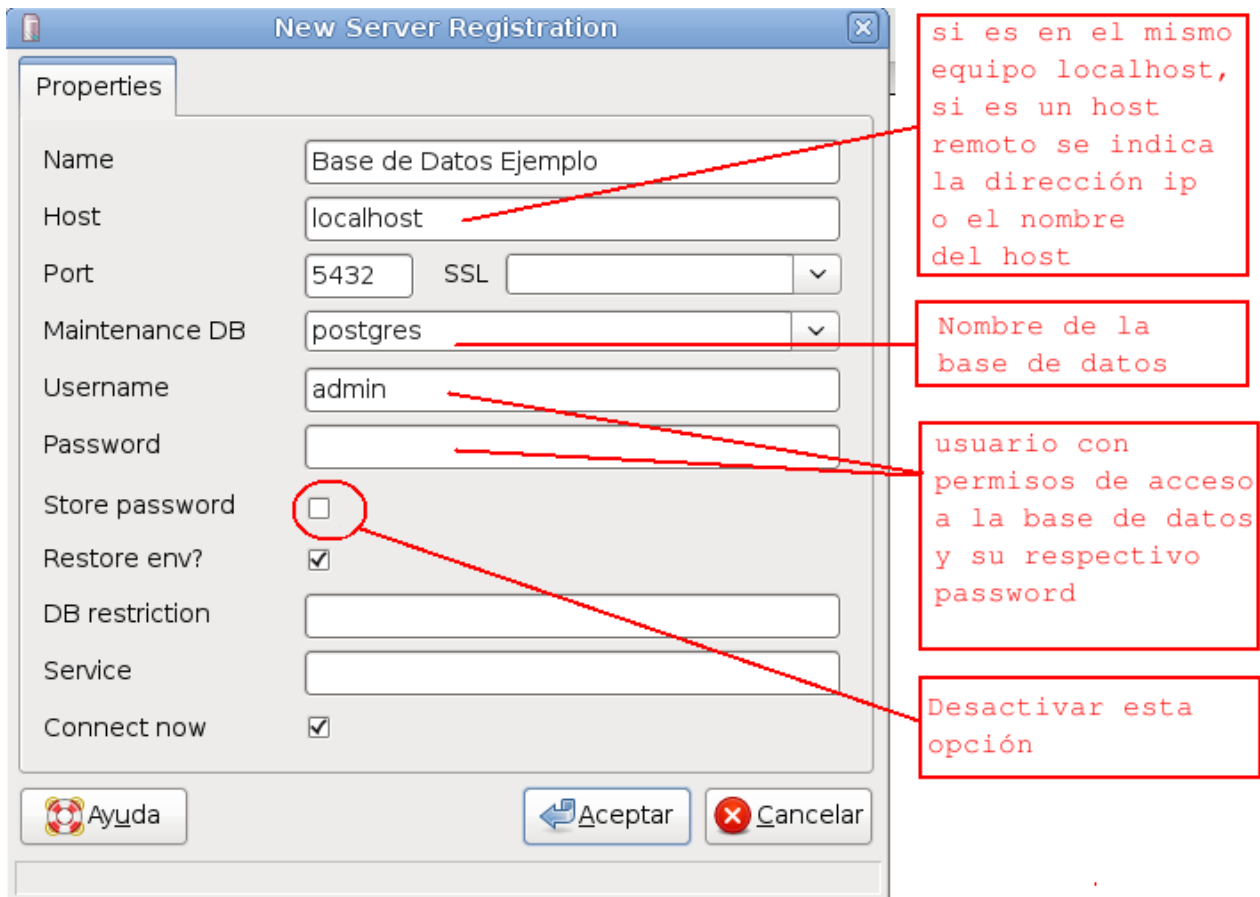 New Server Registration
Properties
Name
Base de Datos Ejemplo
Host
localhost
Port
5432
SSL
Maintenance DB
postgres
Username
admin
Password
Store password
Restore env?
DB restriction
Service
Connect now
Ayuda
Aceptar
Cancelar
si es en el mismo
equipo localhost,
si es un host
remoto se indica
la dirección ip
o el nombre
del host
Nombre de la
base de datos
usuario con
permisos de acceso
a la base de datos
y su respectivo
password
Desactivar esta
opción